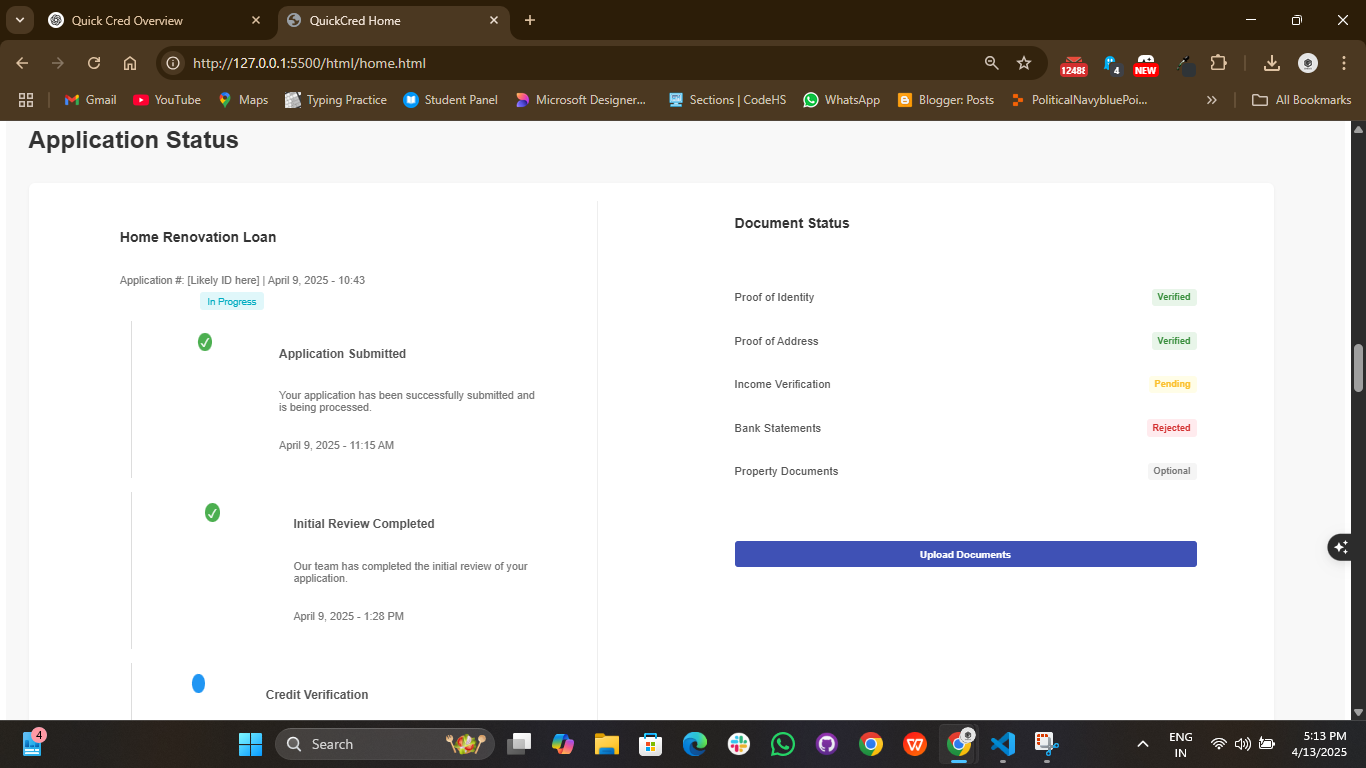 Quick Cred Overview
QuickCred Home
http://127.0.0.1:5500/html/home.html
4
NEW
Gmail
YouTube
Maps
Typing Practice
Student Panel
Microsoft Designer...
Sections | CodeHS
WhatsApp
Blogger: Posts
PoliticalNavybluePoi...
All Bookmarks
Application Status
Home Renovation Loan
Application #: [Likely ID here] | April 9, 2025 - 10:43
In Progress
Application Submitted
Your application has been successfully submitted and
is being processed.
April 9, 2025 - 11:15 AM
Initial Review Completed
Our team has completed the initial review of your
application.
April 9, 2025 - 1:28 PM
Credit Verification
Document Status
Proof of Identity
Verified
Proof of Address
Verified
Income Verification
Pending
Bank Statements
Rejected
Property Documents
Optional
Upload Documents
4
Search
ENG
IN
5:13 PM
4/13/2025